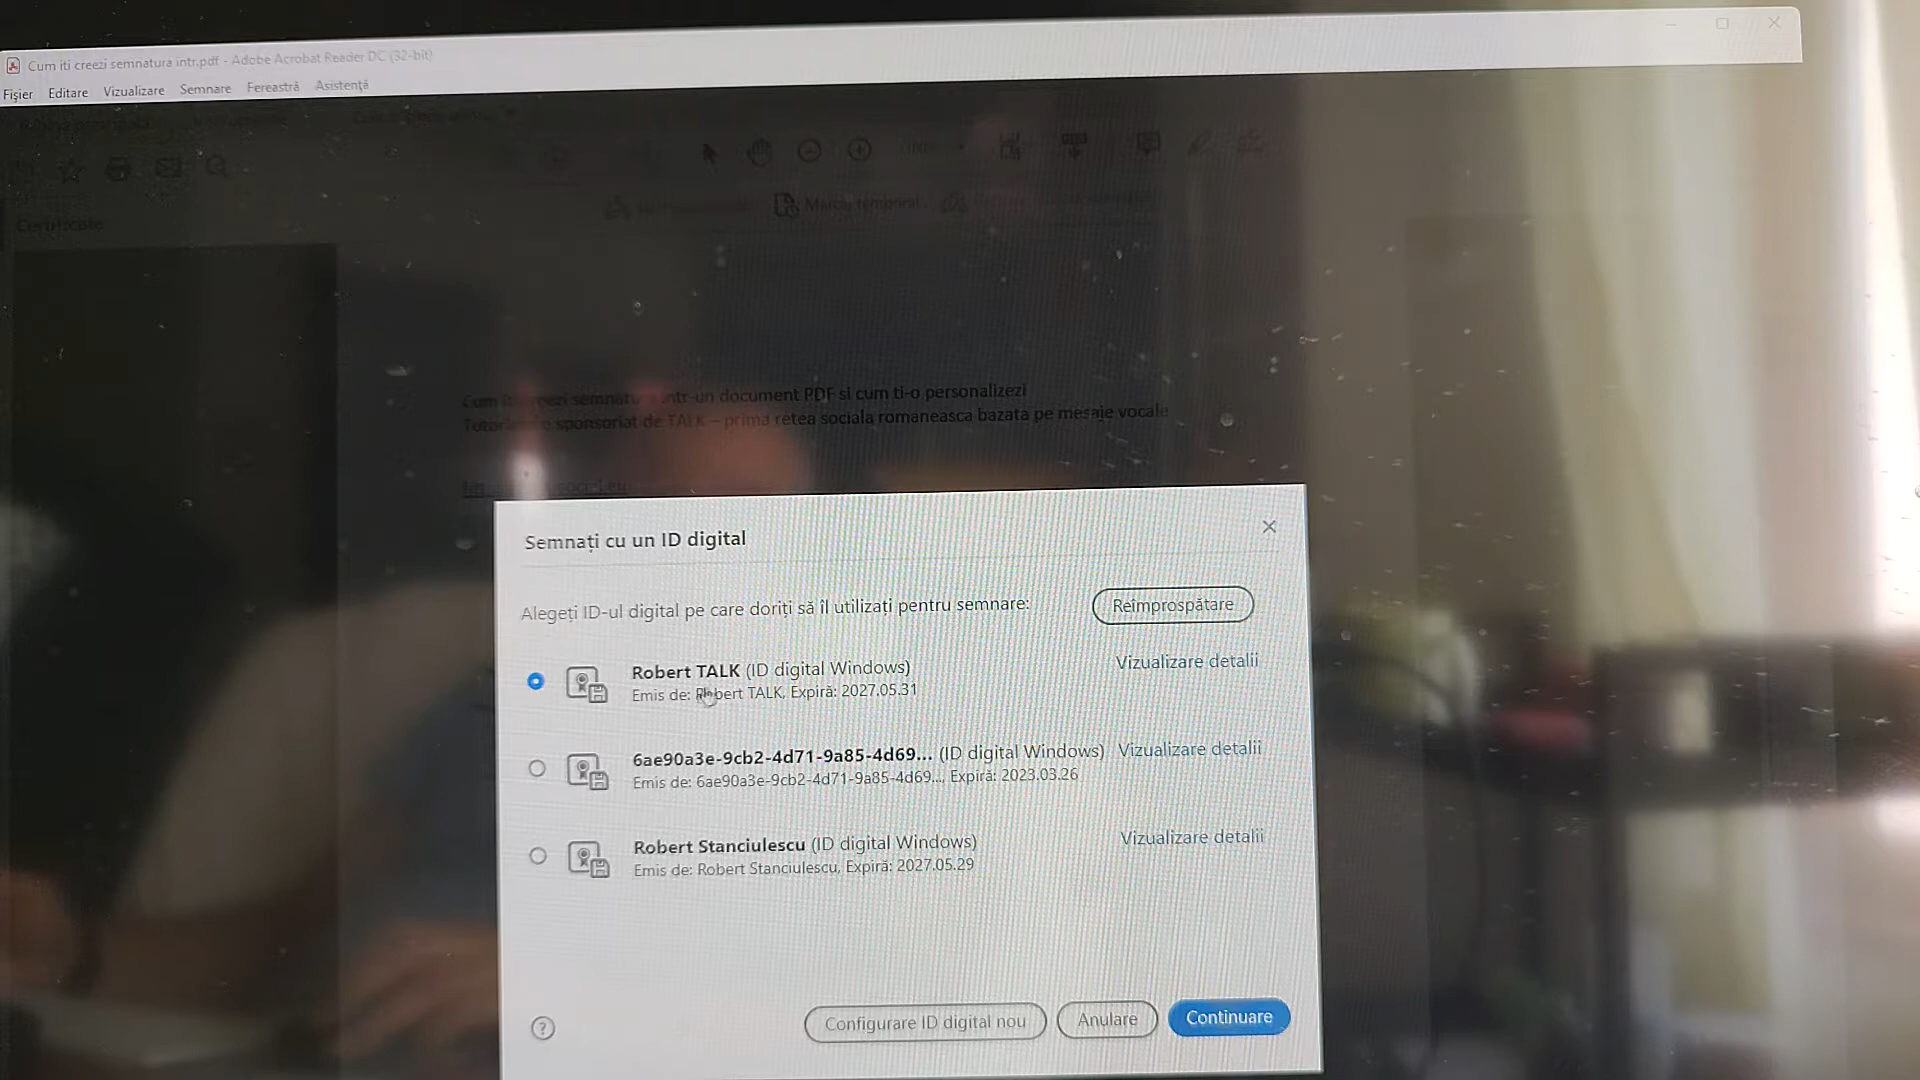 Cum iti creezi semnatura intr.pdf - Adobe Acrobat Reader DC (32-bit)
Fișier Editare Vizualizare Semnare Fereastră Asistență
Marcaj temporal
Certificate
Cum iti creezi semnatura intr-un document PDF si cum ti-o personalizezi
sponsorizat de TALK – prima retea sociala romaneasca bazata pe mesaje vocale
Semnați cu un ID digital
Alegeți ID-ul digital pe care doriți să îl utilizați pentru semnare:
Reîmprospătare
Robert TALK (ID digital Windows)
Vizualizare detalii
Emis de: Robert TALK, Expiră: 2027.05.31
6ae90a3e-9cb2-4d71-9a85-4d69... (ID digital Windows)
Vizualizare detalii
Emis de: 6ae90a3e-9cb2-4d71-9a85-4d69..., Expiră: 2023.03.26
Robert Stanciulescu (ID digital Windows)
Vizualizare detalii
Emis de: Robert Stanciulescu, Expiră: 2027.05.29
?
Configurare ID digital nou
Anulare
Continuare